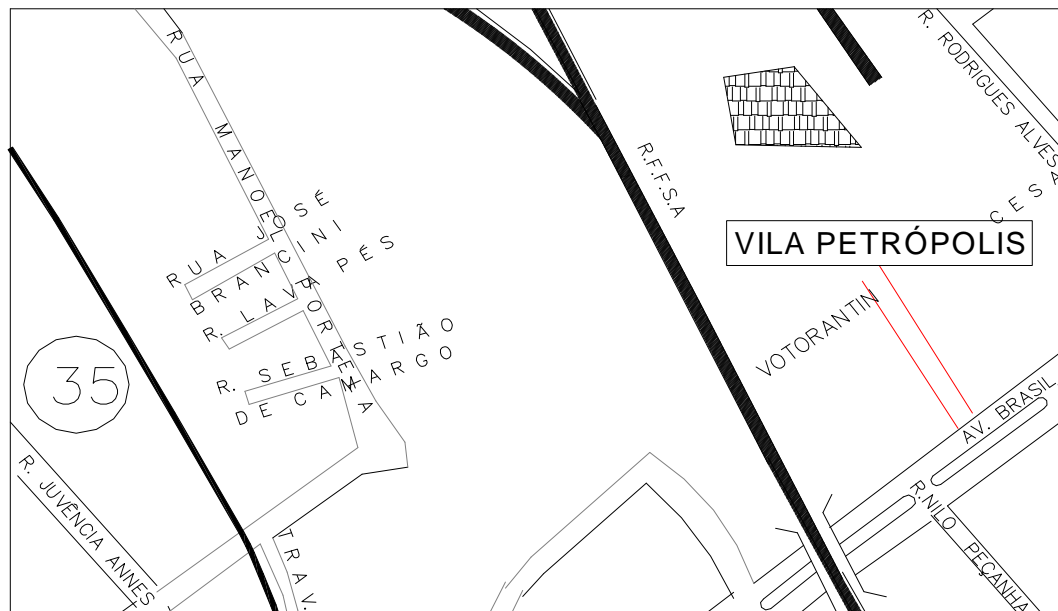 RUA MANOEL C. PORTELA
R. RODRIGUES ALVES
R.F.F.S.A
CES
RUA JOSÉ
BRANCINI
R. LAVA PÉS
VILA PETRÓPOLIS
VOTORANTIN
R. SEBASTIÃO
DE CAMARGO
35
AV. BRASIL
R. JUVÊNCIA ANNES
R.NILO PEÇANHA
TRAV.